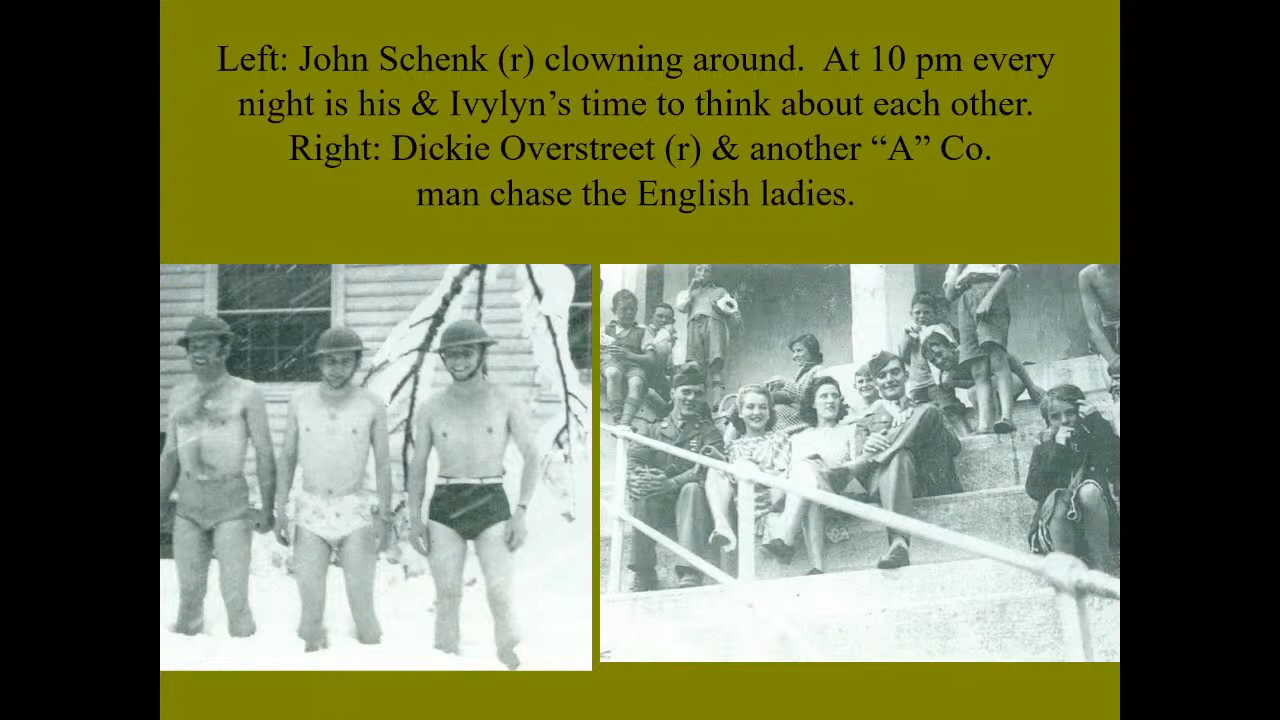 Left: John Schenk (r) clowning around.  At 10 pm every
night is his & Ivylyn’s time to think about each other.
Right: Dickie Overstreet (r) & another “A” Co.
man chase the English ladies.